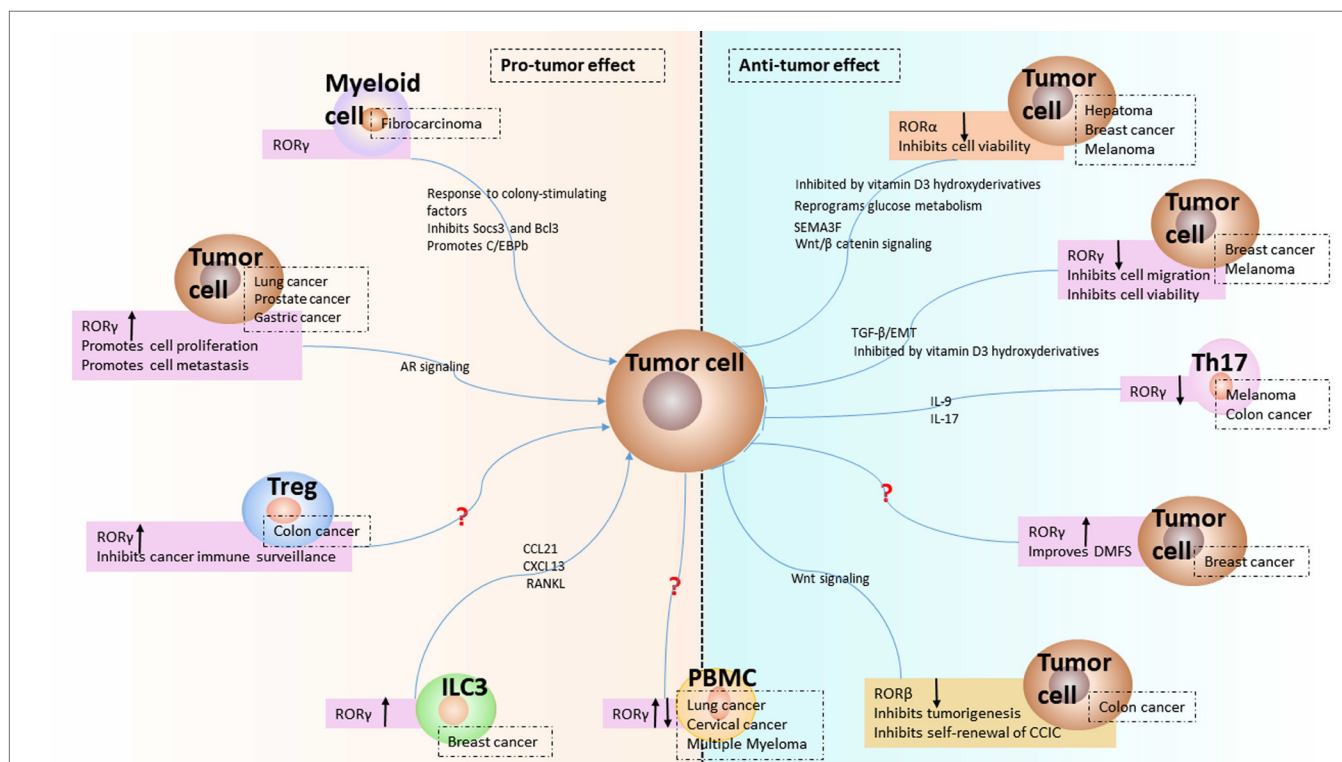 Pro-tumor effect
Anti-tumor effect
Myeloid
cell
Fibrocarcinoma
RORγ
Response to colony-stimulating
factors
Inhibits Socs3 and Bcl3
Promotes C/EBPb
Tumor
cell
Lung cancer
Prostate cancer
Gastric cancer
RORγ
Promotes cell proliferation
Promotes cell metastasis
AR signaling
Treg
Colon cancer
RORγ
Inhibits cancer immune surveillance
?
CCL21
CXCL13
RANKL
ILC3
RORγ
Breast cancer
Tumor cell
?
PBMC
RORγ
Lung cancer
Cervical cancer
Multiple Myeloma
Tumor
cell
Hepatoma
Breast cancer
Melanoma
RORα
Inhibits cell viability
Inhibited by vitamin D3 hydroxyderivatives
Reprograms glucose metabolism
SEMA3F
Wnt/β catenin signaling
Tumor
cell
Breast cancer
Melanoma
RORγ
Inhibits cell migration
Inhibits cell viability
TGF-β/EMT
Inhibited by vitamin D3 hydroxyderivatives
Th17
RORγ
Melanoma
Colon cancer
IL-9
IL-17
?
Tumor
cell
RORγ
Improves DMFS
Breast cancer
Wnt signaling
Tumor
cell
Colon cancer
RORβ
Inhibits tumorigenesis
Inhibits self-renewal of CCIC